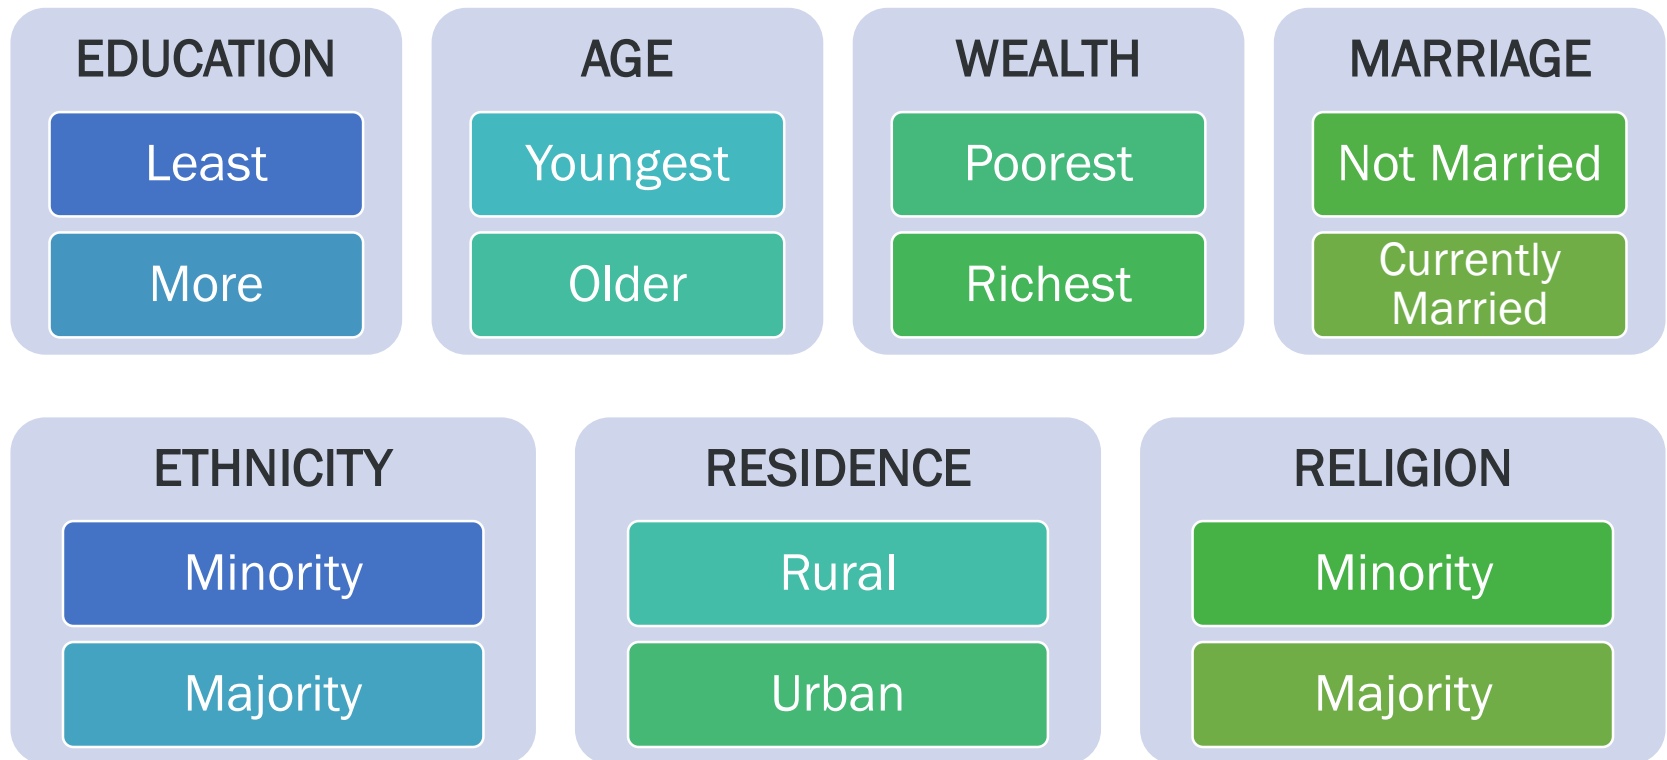 EDUCATION
Least
More
AGE
Youngest
Older
WEALTH
Poorest
Richest
MARRIAGE
Not Married
Currently
Married
ETHNICITY
Minority
Majority
RESIDENCE
Rural
Urban
RELIGION
Minority
Majority